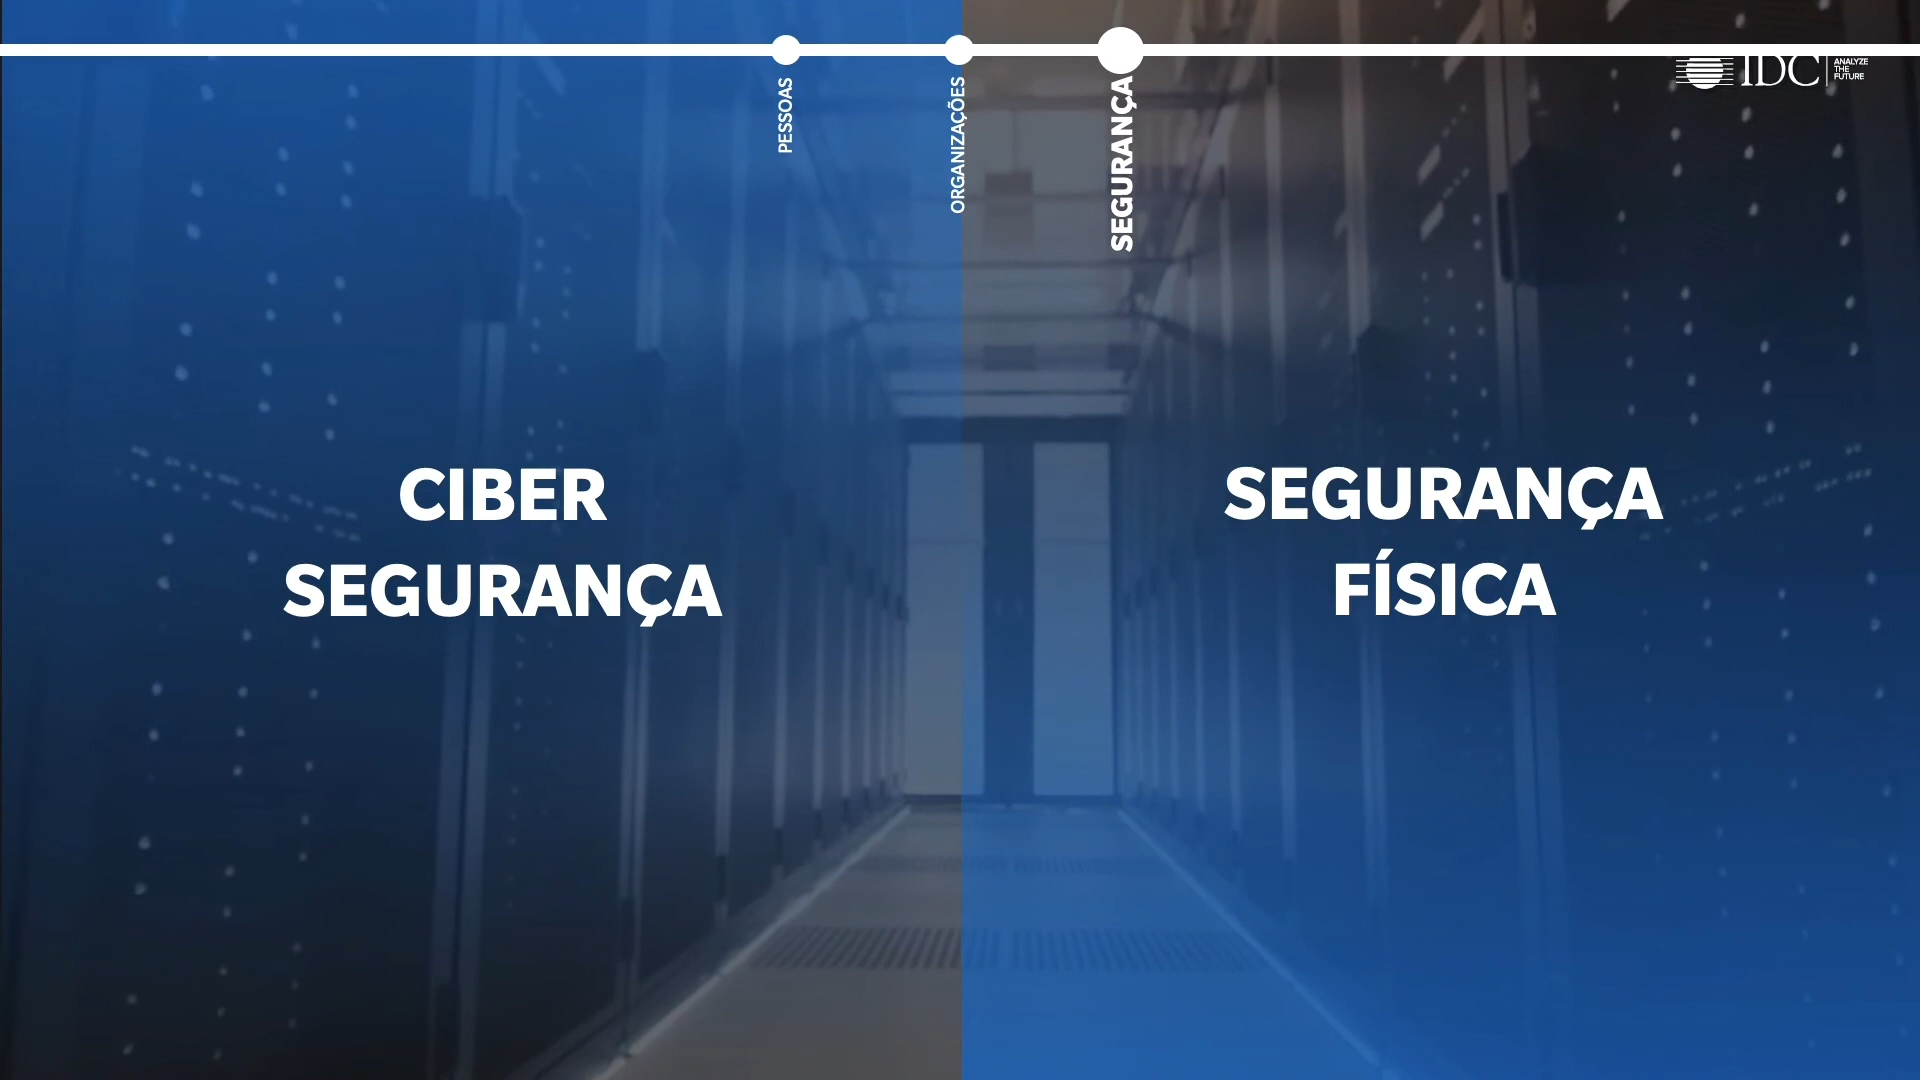 PESSOAS
ORGANIZAÇÕES
SEGURANÇA
IDC
ANALYZE
THE
FUTURE
CIBER
SEGURANÇA
SEGURANÇA
FÍSICA